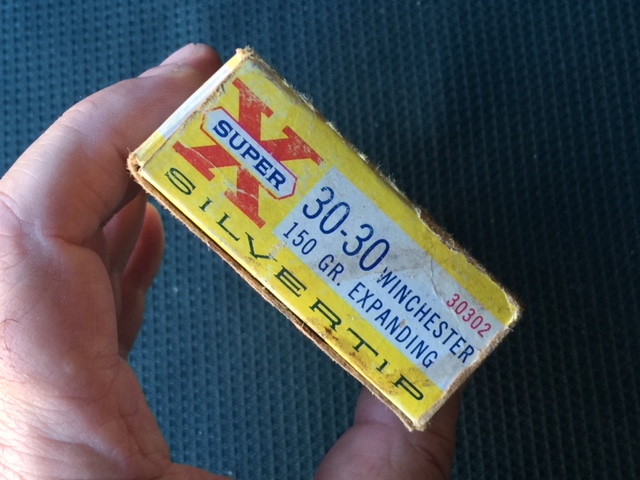 X
SUPER
SILVERTIP
30-30 WINCHESTER
150 GR. EXPANDING
30302